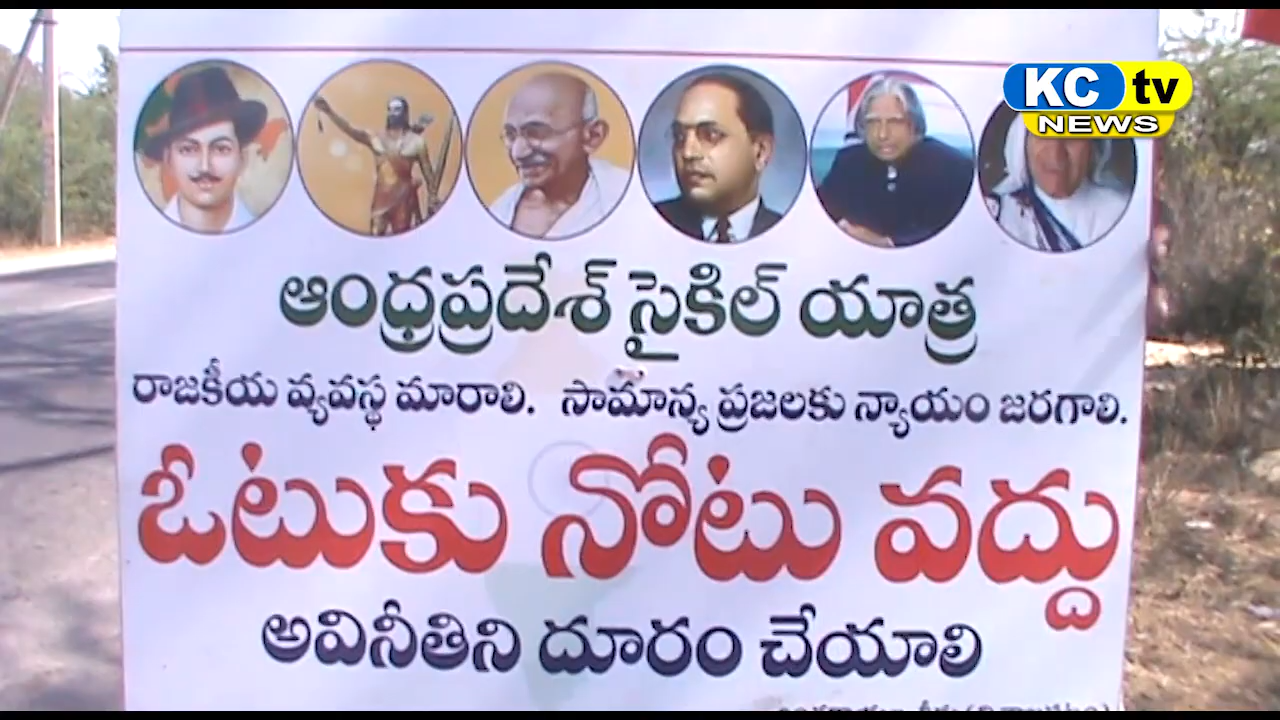 KC tv
NEWS
ఆంధ్రప్రదేశ్ సైకిల్ యాత్ర
రాజకీయ వ్యవస్థ మారాలి. సామాన్య ప్రజలకు న్యాయం జరగాలి.
ఓటుకు నోటు వద్దు
అవినీతిని దూరం చేయాలి